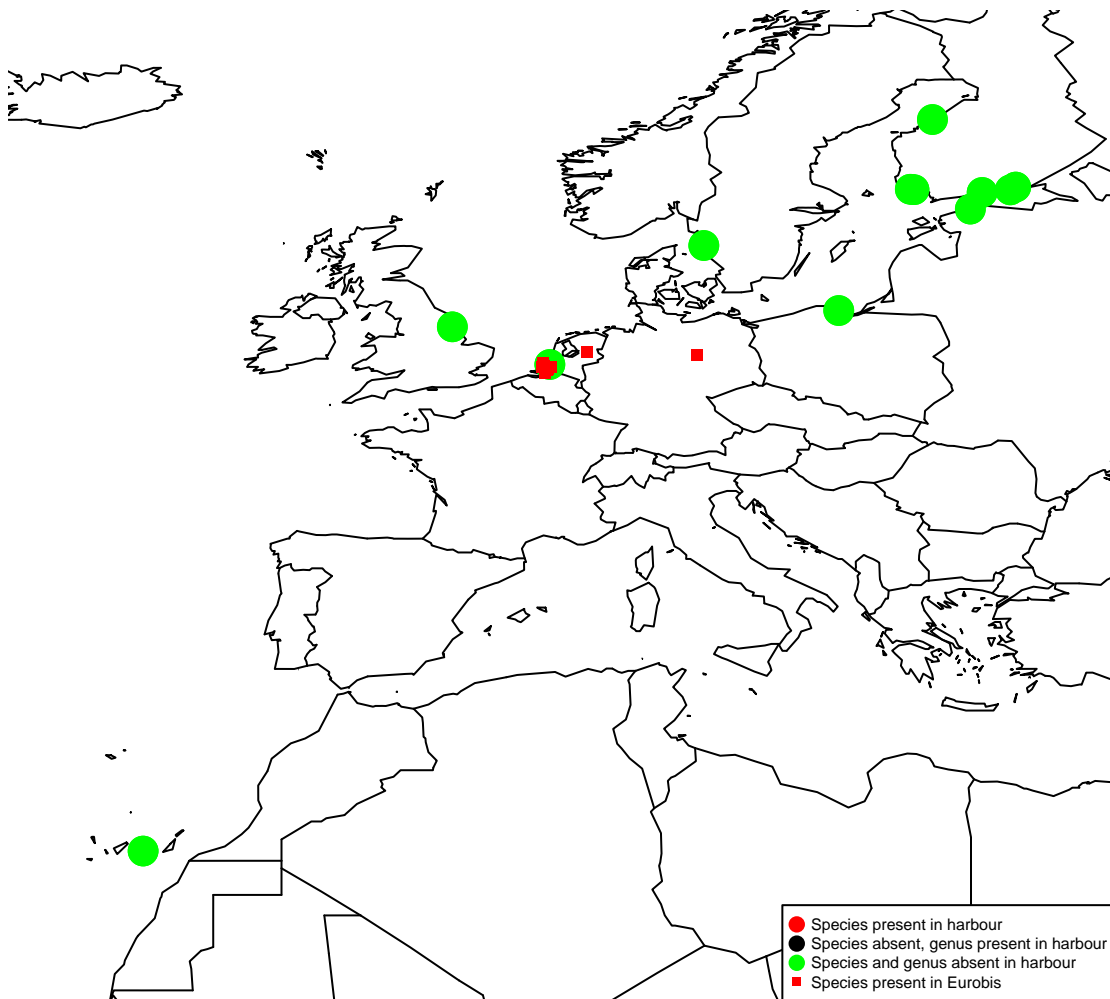 Species present in harbour
Species absent, genus present in harbour
Species and genus absent in harbour
Species present in Eurobis